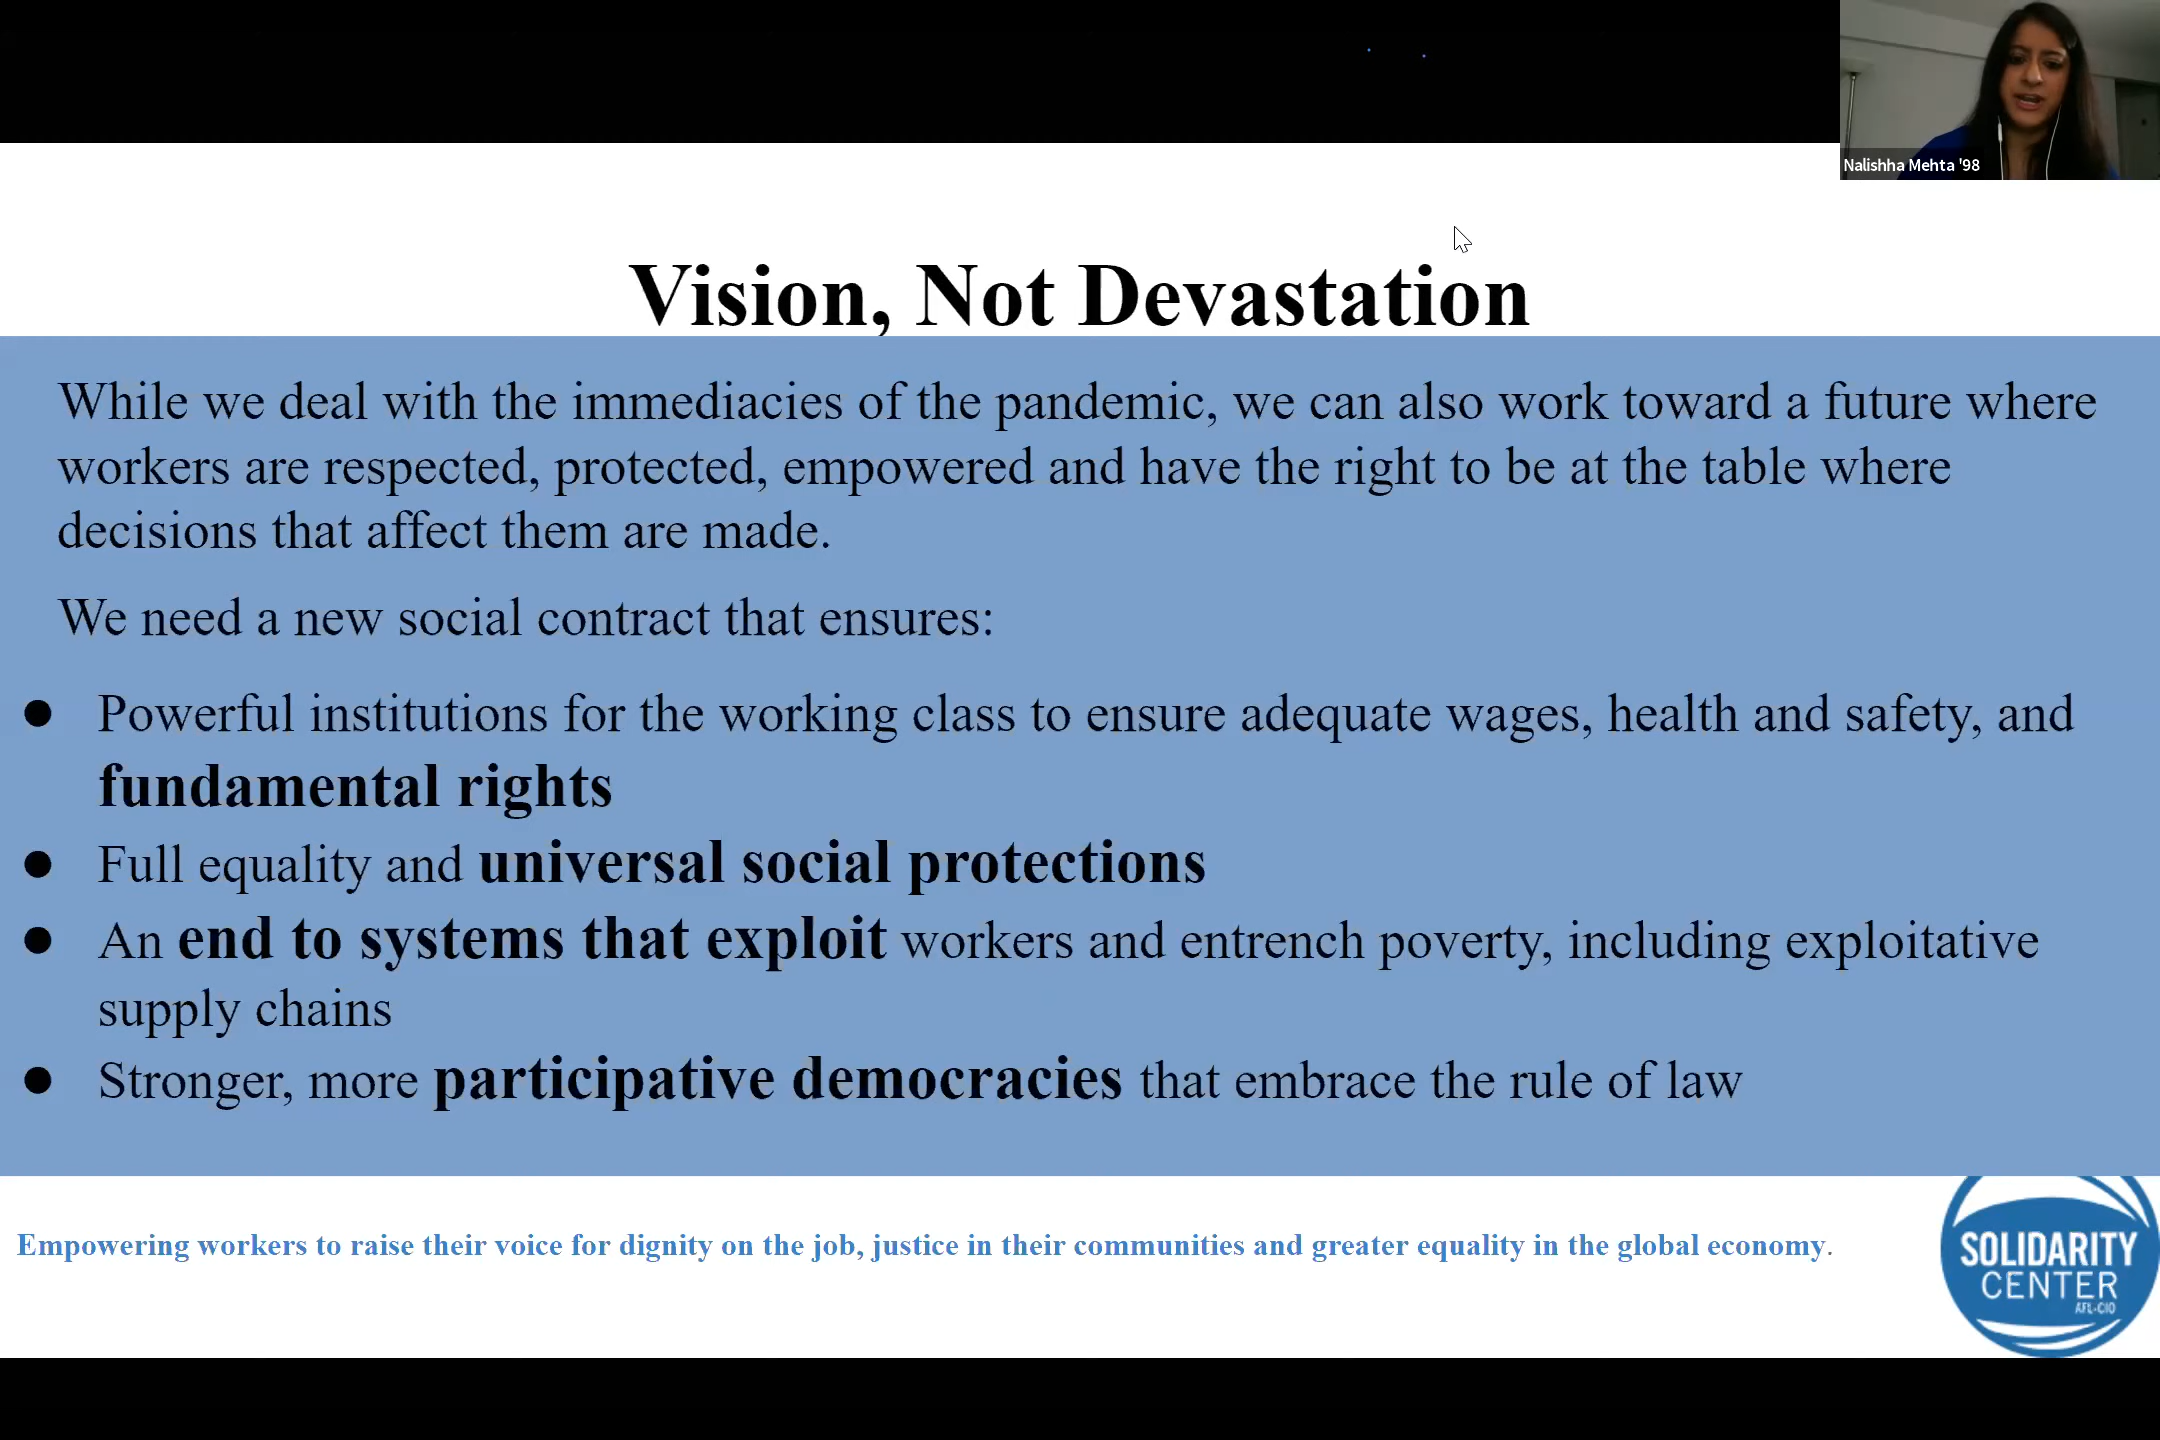 Nalishha Mehta '98
Vision, Not Devastation
While we deal with the immediacies of the pandemic, we can also work toward a future where
workers are respected, protected, empowered and have the right to be at the table where
decisions that affect them are made.
We need a new social contract that ensures:
● Powerful institutions for the working class to ensure adequate wages, health and safety, and
fundamental rights
● Full equality and universal social protections
● An end to systems that exploit workers and entrench poverty, including exploitative
supply chains
● Stronger, more participative democracies that embrace the rule of law
Empowering workers to raise their voice for dignity on the job, justice in their communities and greater equality in the global economy.
SOLIDARITY
CENTER
AFL-CIO